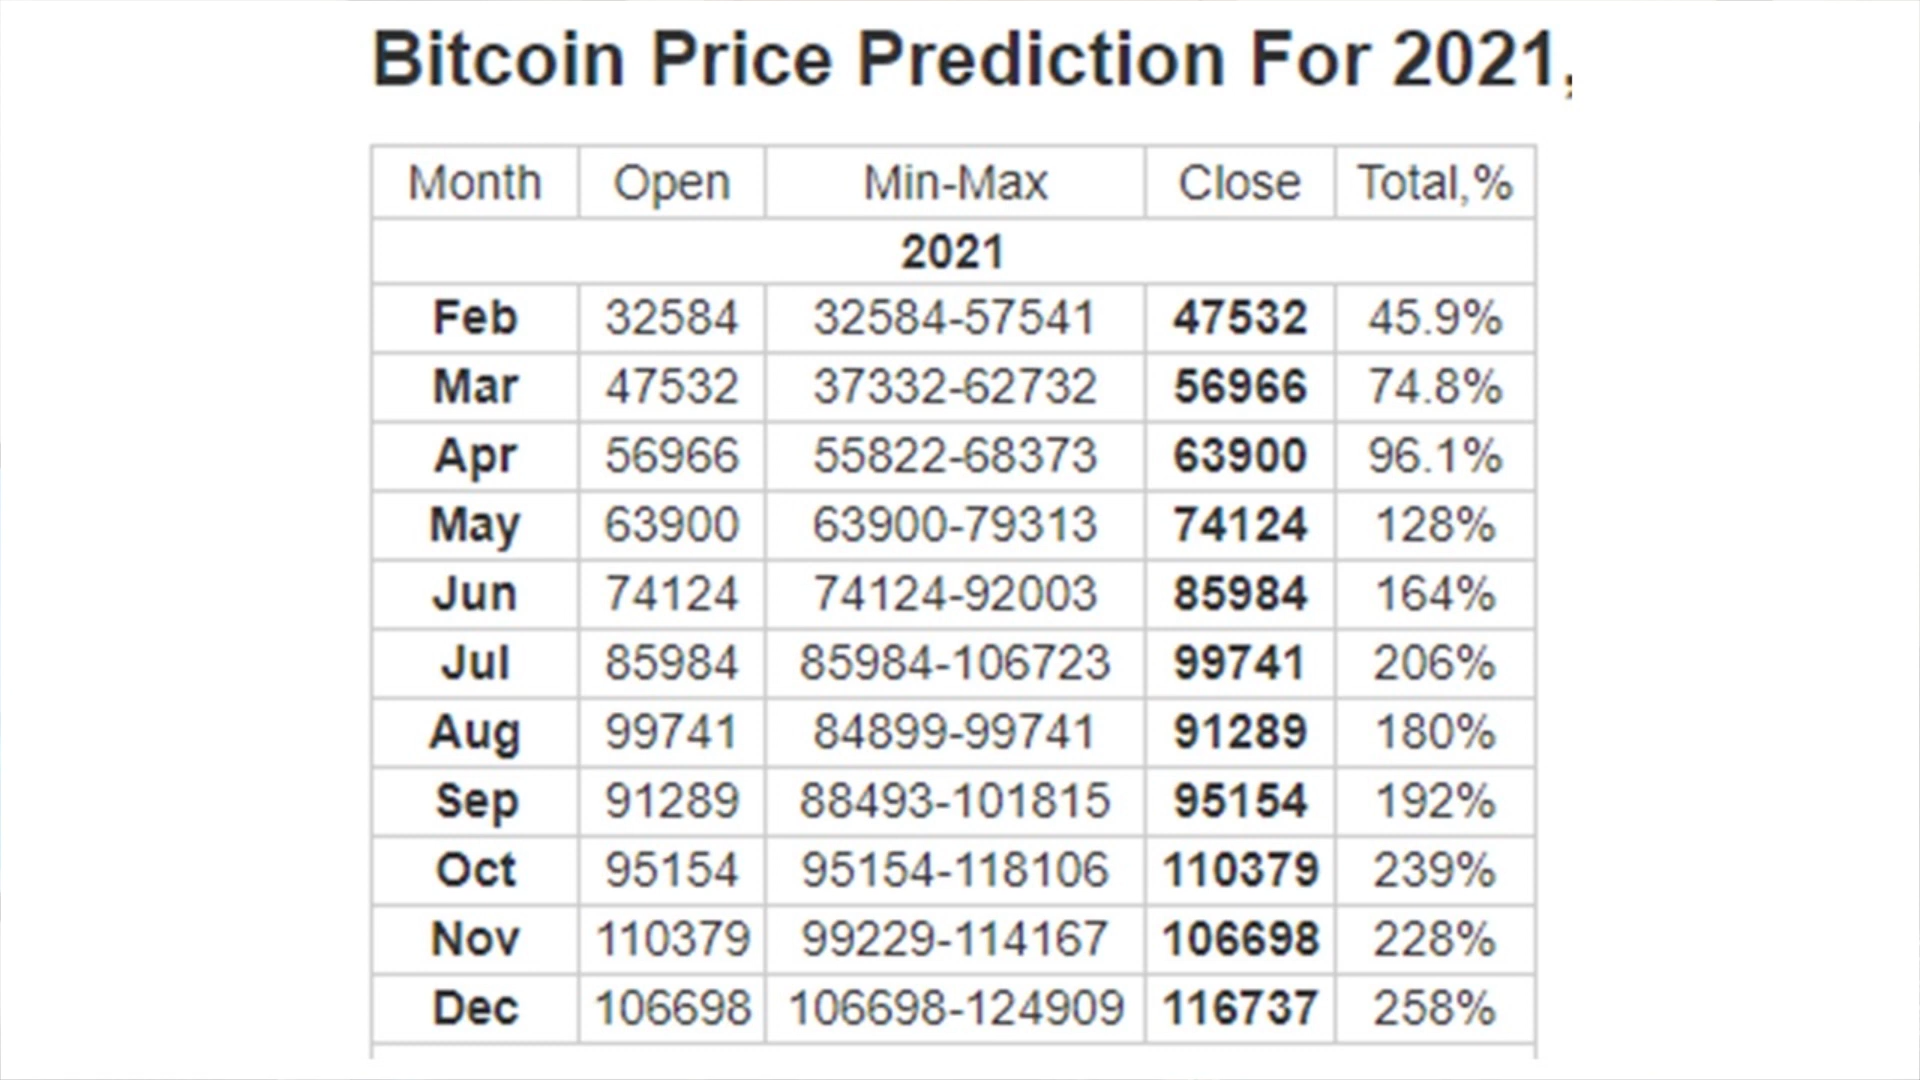 Bitcoin Price Prediction For 2021,
Month Open Min-Max Close Total,%
2021
Feb 32584 32584-57541 47532 45.9%
Mar 47532 37332-62732 56966 74.8%
Apr 56966 55822-68373 63900 96.1%
May 63900 63900-79313 74124 128%
Jun 74124 74124-92003 85984 164%
Jul 85984 85984-106723 99741 206%
Aug 99741 84899-99741 91289 180%
Sep 91289 88493-101815 95154 192%
Oct 95154 95154-118106 110379 239%
Nov 110379 99229-114167 106698 228%
Dec 106698 106698-124909 116737 258%